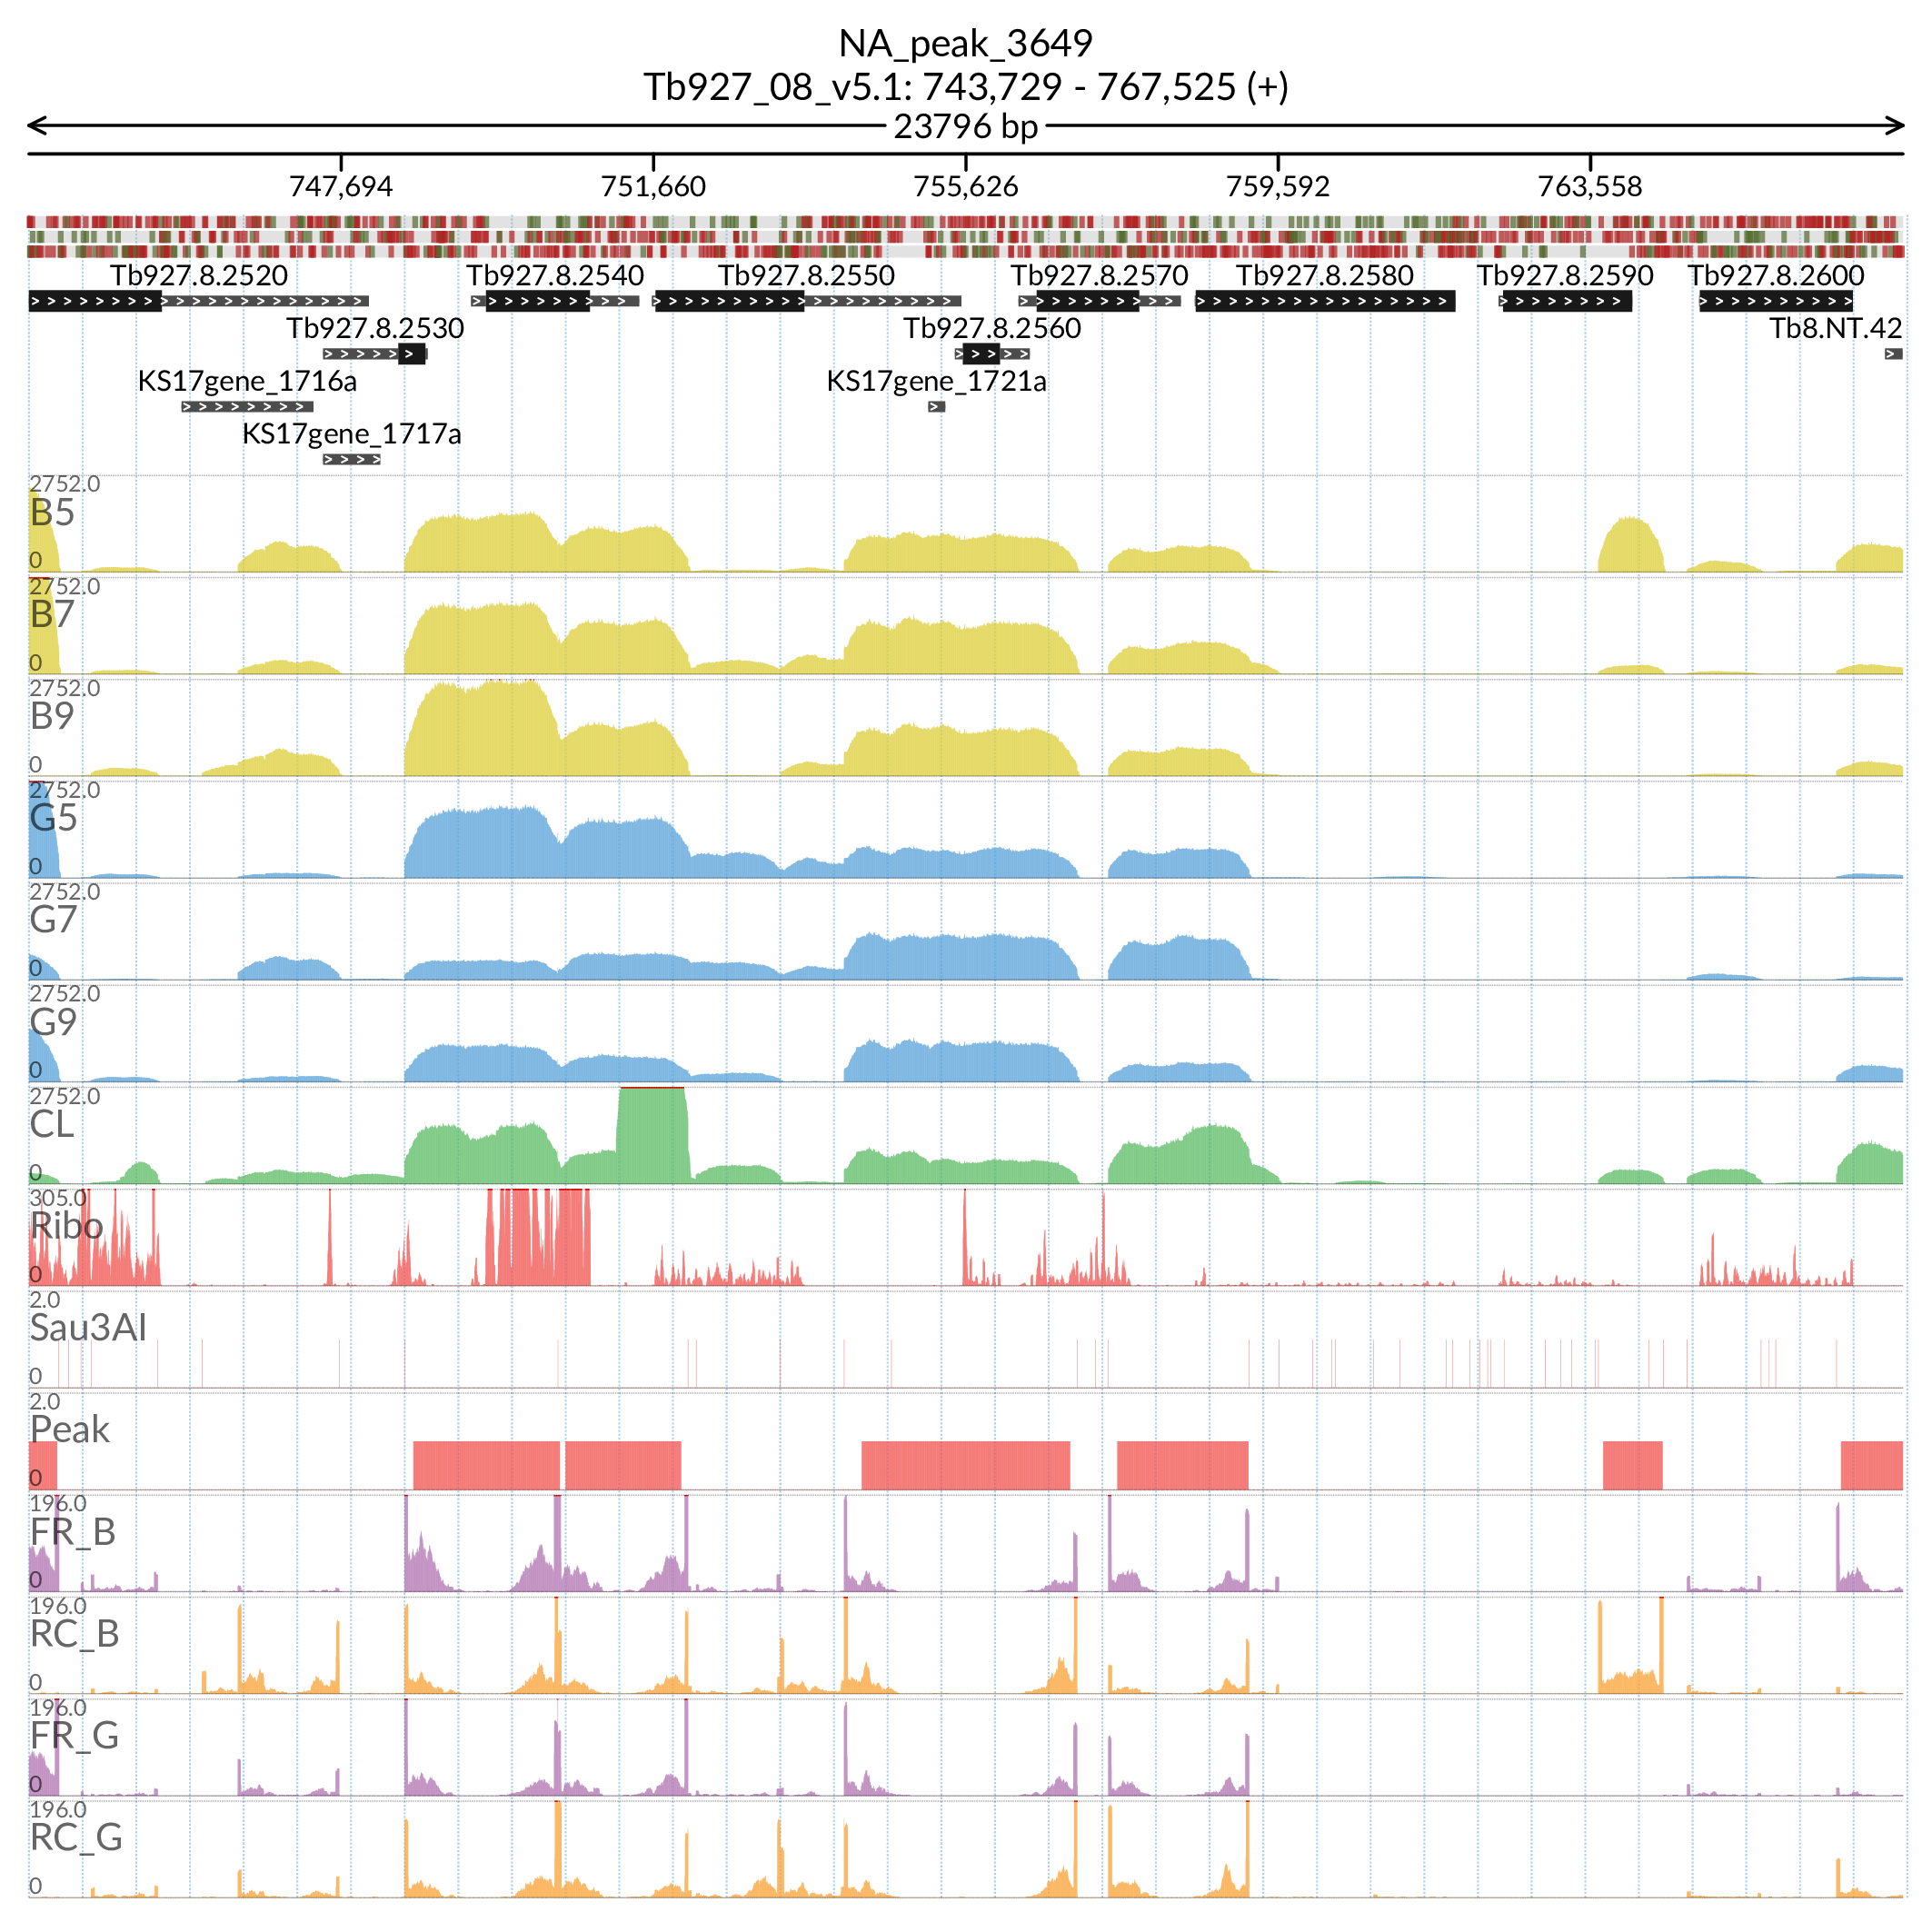 NA_peak_3649
Tb927_08_v5.1: 743,729 - 767,525 (+)
23796 bp
747,694 751,660 755,626 759,592 763,558
Tb927.8.2520 Tb927.8.2540 Tb927.8.2550 Tb927.8.2570 Tb927.8.2580 Tb927.8.2590 Tb927.8.2600
Tb927.8.2530 Tb927.8.2560 Tb8.NT.42
KS17gene_1716a KS17gene_1721a
KS17gene_1717a
2752.0
B5
0
2752.0
B7
0
2752.0
B9
0
2752.0
G5
0
2752.0
G7
0
2752.0
G9
0
2752.0
CL
0
305.0
Ribo
0
2.0
Sau3AI
0
2.0
Peak
0
196.0
FR_B
0
196.0
RC_B
0
196.0
FR_G
0
196.0
RC_G
0